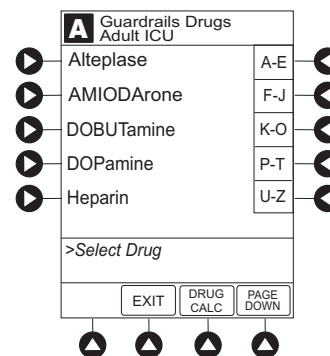 A Guardrails Drugs
Adult ICU
Alteplase A-E
AMIODArone F-J
DOBUTamine K-O
DOPamine P-T
Heparin U-Z
>Select Drug
EXIT
DRUG
CALC
PAGE
DOWN